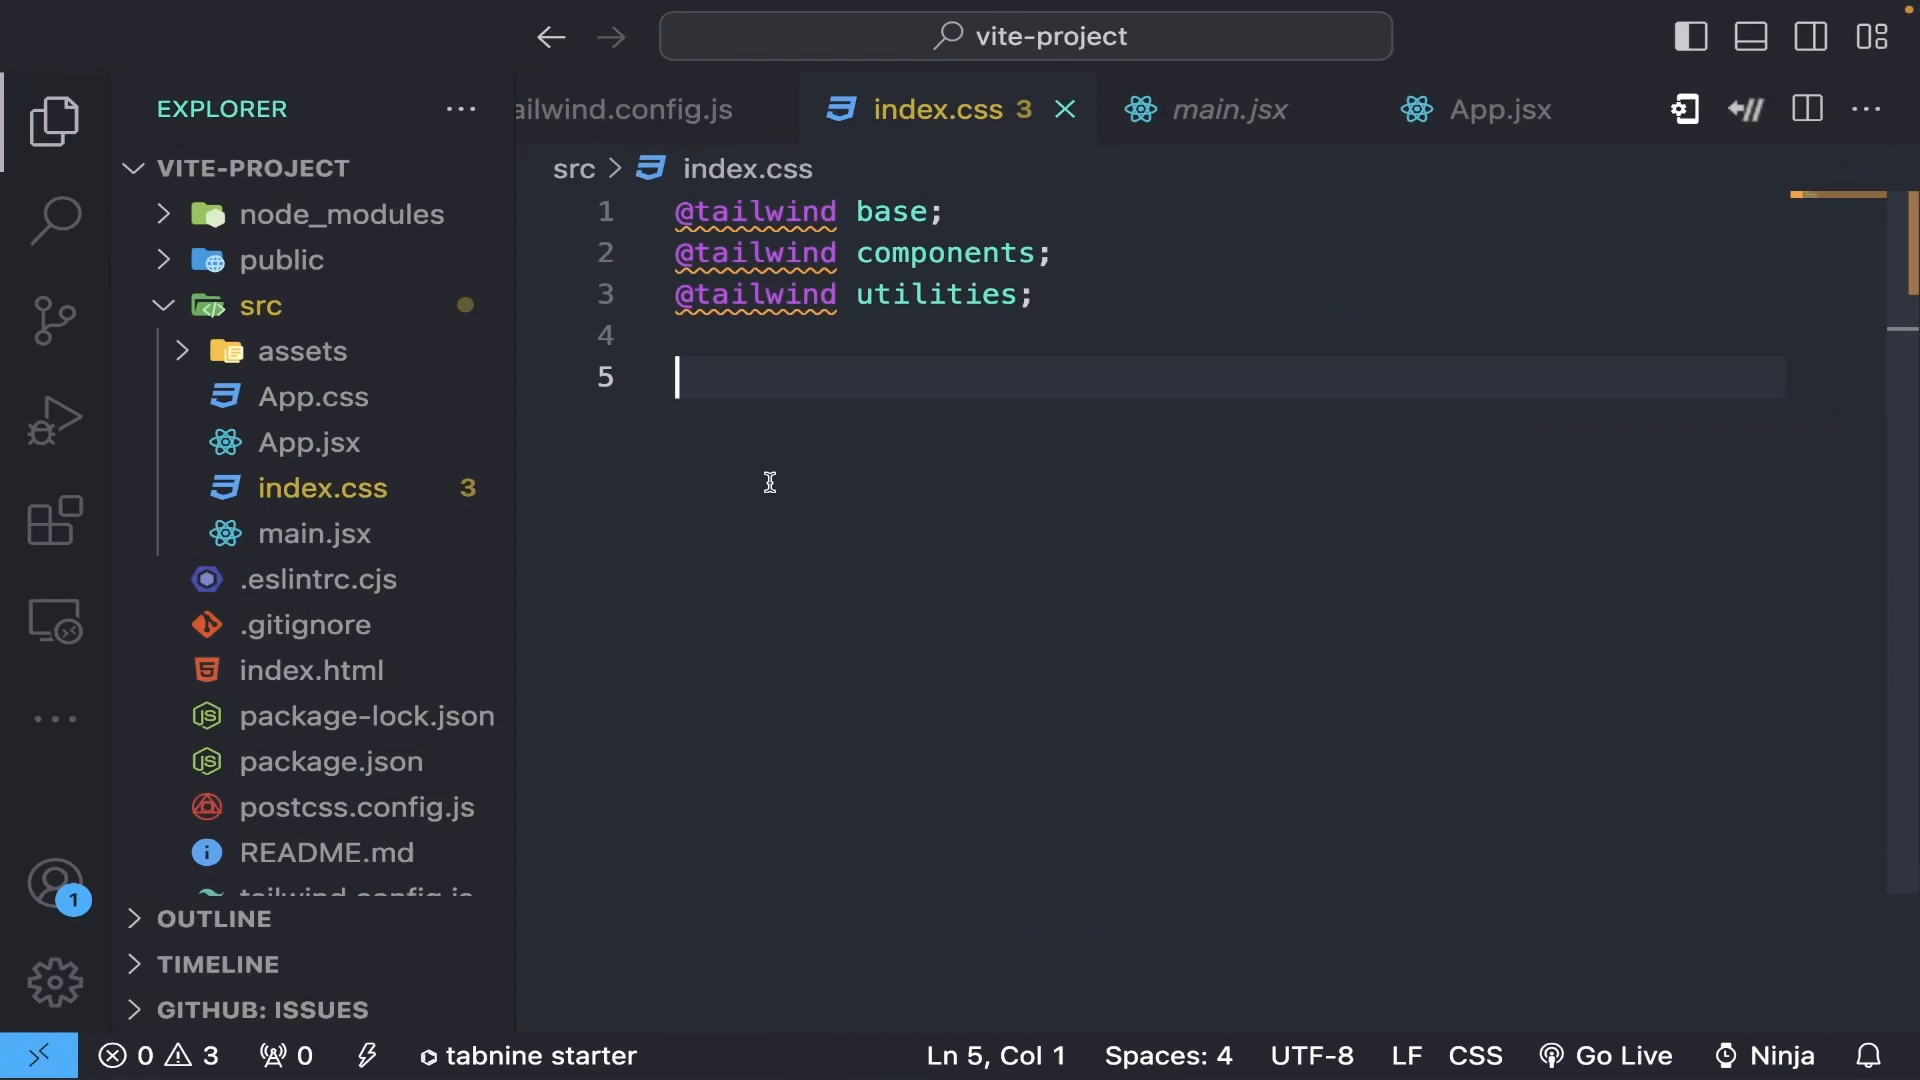 vite-project
EXPLORER
ailwind.config.js
index.css 3
main.jsx
App.jsx
VITE-PROJECT
src > index.css
node_modules
public
src
assets
App.css
App.jsx
index.css 3
main.jsx
.eslintrc.cjs
.gitignore
index.html
package-lock.json
package.json
postcss.config.js
README.md
tailwind.config.js
1
OUTLINE
TIMELINE
GITHUB: ISSUES
1 @tailwind base;
2 @tailwind components;
3 @tailwind utilities;
4
5
0 3 0 tabnine starter Ln 5, Col 1 Spaces: 4 UTF-8 LF CSS Go Live Ninja